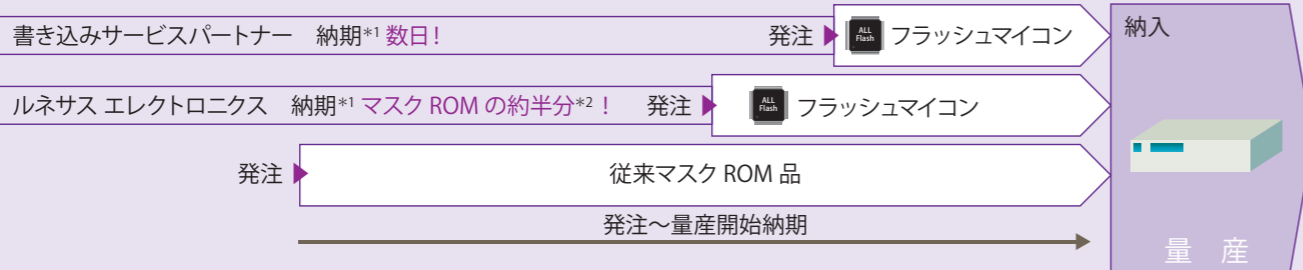 書き込みサービスパートナー 納期*1 数日! 発注 ALL Flash フラッシュマイコン 納入
ルネサス エレクトロニクス 納期*1 マスク ROM の約半分*2 ! 発注 ALL Flash フラッシュマイコン
発注 従来マスク ROM 品
発注～量産開始納期
量 産